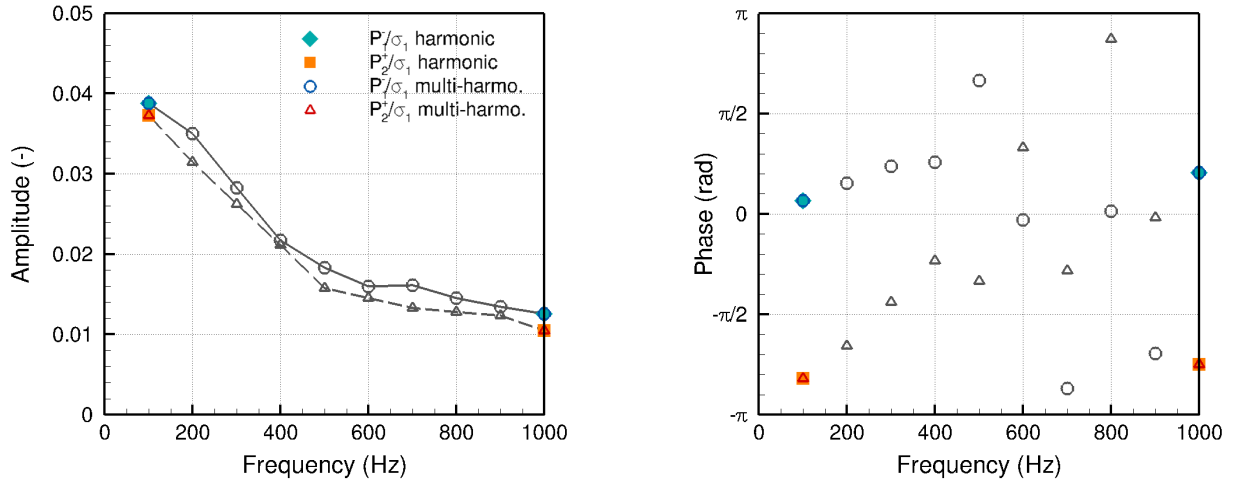 0.05
0.04
0.03
0.02
0.01
0
0 200 400 600 800 1000
Amplitude (-)
Frequency (Hz)
P₁⁻/σ₁ harmonic
P₂⁺/σ₁ harmonic
P₁⁻/σ₁ multi-harmo.
P₂⁺/σ₁ multi-harmo.
π
π/2
0
-π/2
-π
0 200 400 600 800 1000
Phase (rad)
Frequency (Hz)